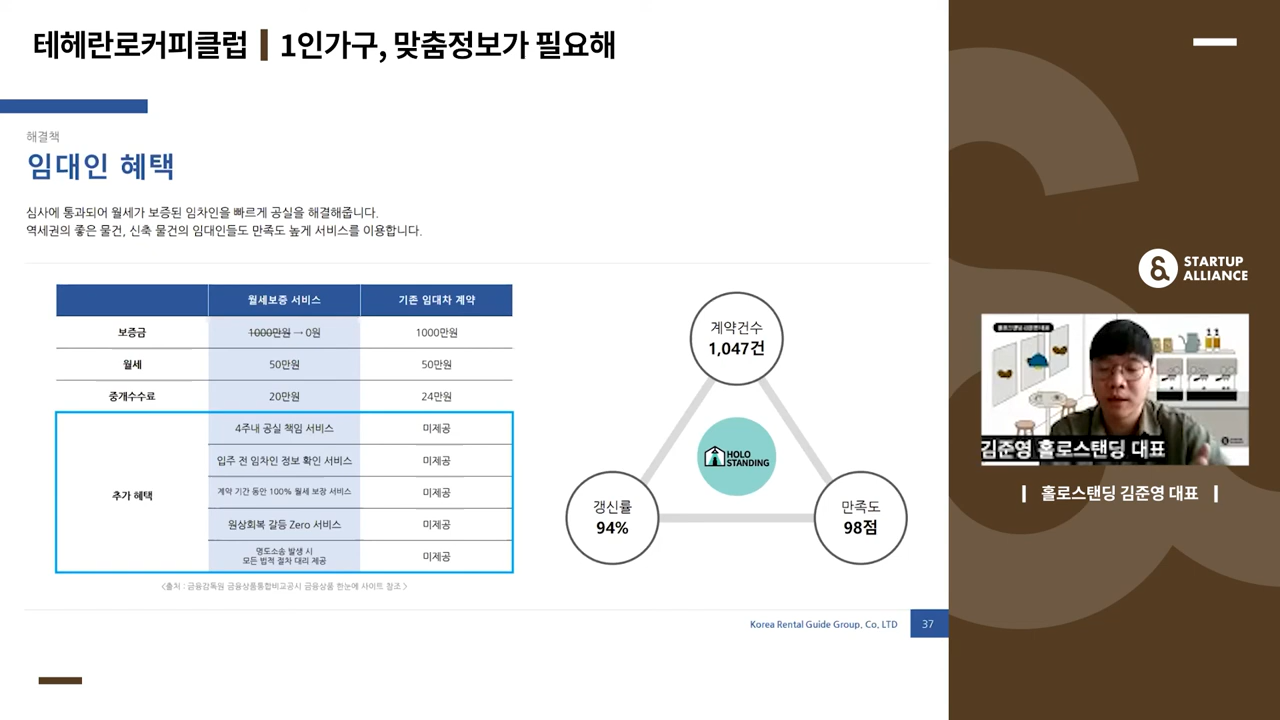 테헤란로커피클럽 | 1인가구, 맞춤정보가 필요해
해결책
임대인 혜택
심사에 통과되어 월세가 보증된 임차인을 빠르게 공실을 해결해줍니다.
역세권의 좋은 물건, 신축 물건의 임대인들도 만족도 높게 서비스를 이용합니다.
월세보증 서비스 기존 임대차 계약
보증금 1000만원 → 0원 1000만원
월세 50만원 50만원
중개수수료 20만원 24만원
추가 혜택
4주내 공실 책임 서비스 미제공
입주 전 임차인 정보 확인 서비스 미제공
계약 기간 동안 100% 월세 보장 서비스 미제공
원상회복 갈등 Zero 서비스 미제공
명도소송 발생 시
모든 법적 절차 대리 제공 미제공
<출처 : 금융감독원 금융상품통합비교공시 금융상품 한눈에 사이트 참조 >
계약건수
1,047건
HOLO
STANDING
갱신률
94%
만족도
98점
Korea Rental Guide Group, Co, LTD 37
STARTUP
ALLIANCE
김준영 홀로스탠딩 대표
| 홀로스탠딩 김준영 대표 |